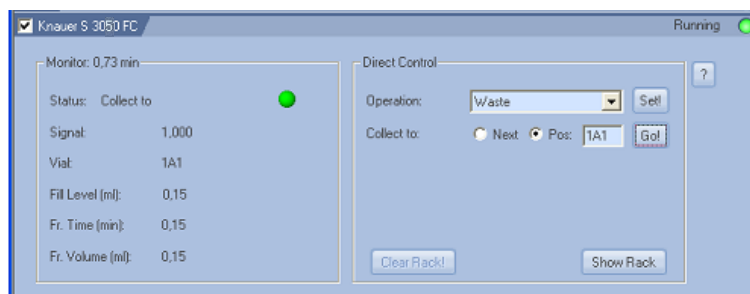 Knauer S 3050 FC Running
Monitor: 0,73 min
Status: Collect to
Signal: 1,000
Vial: 1A1
Fill Level (ml): 0,15
Fr. Time (min): 0,15
Fr. Volume (ml): 0,15
Direct Control
Operation: Waste Set!
Collect to: Next Pos: 1A1 Go!
Clear Rack! Show Rack
?